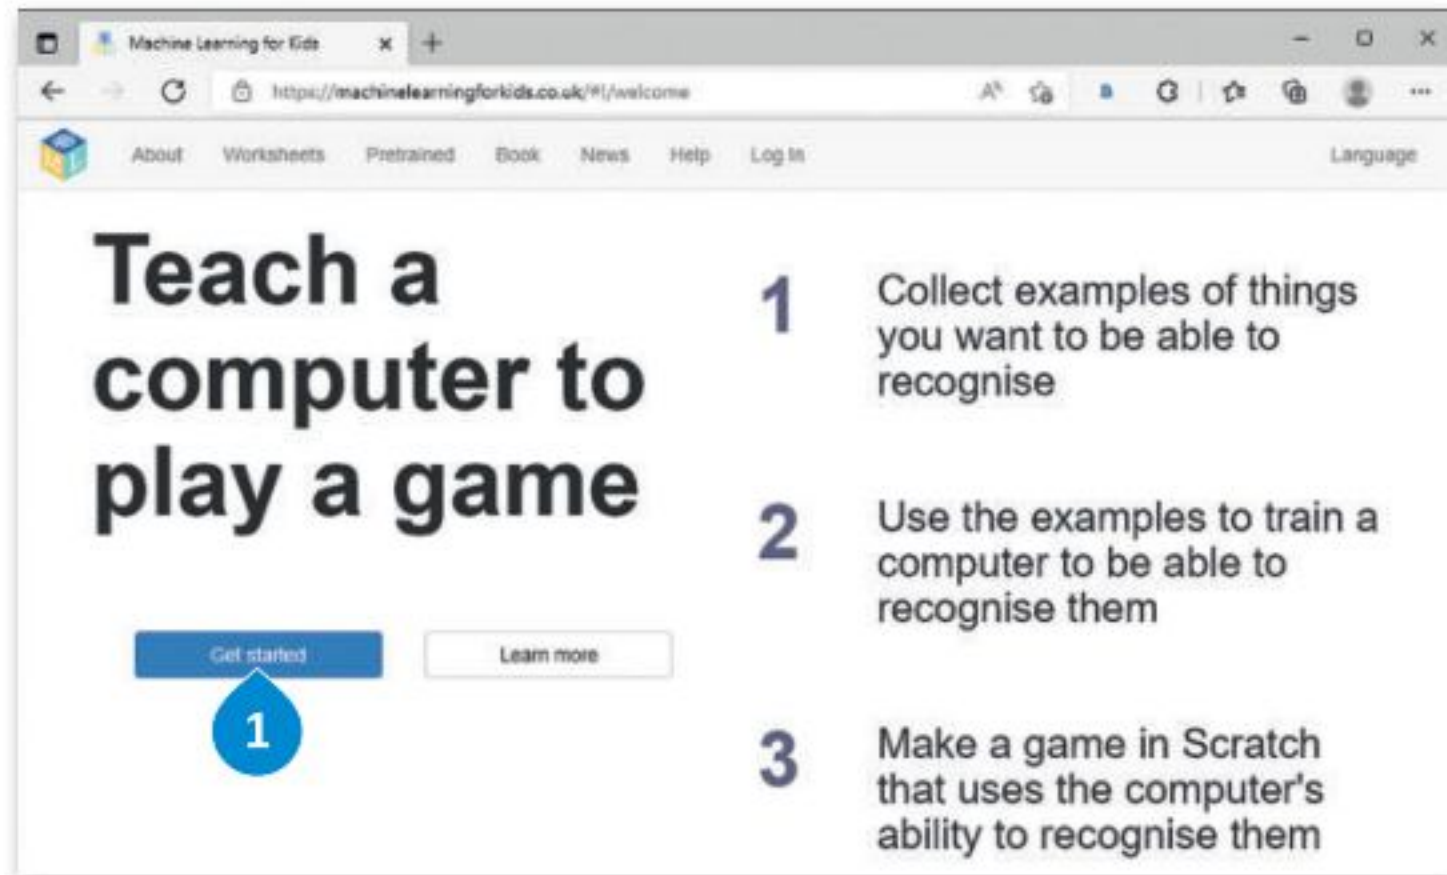 Machine Learning for Kids
https://machinelearningforkids.co.uk/#!/welcome
About Worksheets Pretrained Book News Help Log In Language
Teach a
computer to
play a game
Get started
Learn more
1
1
Collect examples of things
you want to be able to
recognise
2
Use the examples to train a
computer to be able to
recognise them
3
Make a game in Scratch
that uses the computer's
ability to recognise them